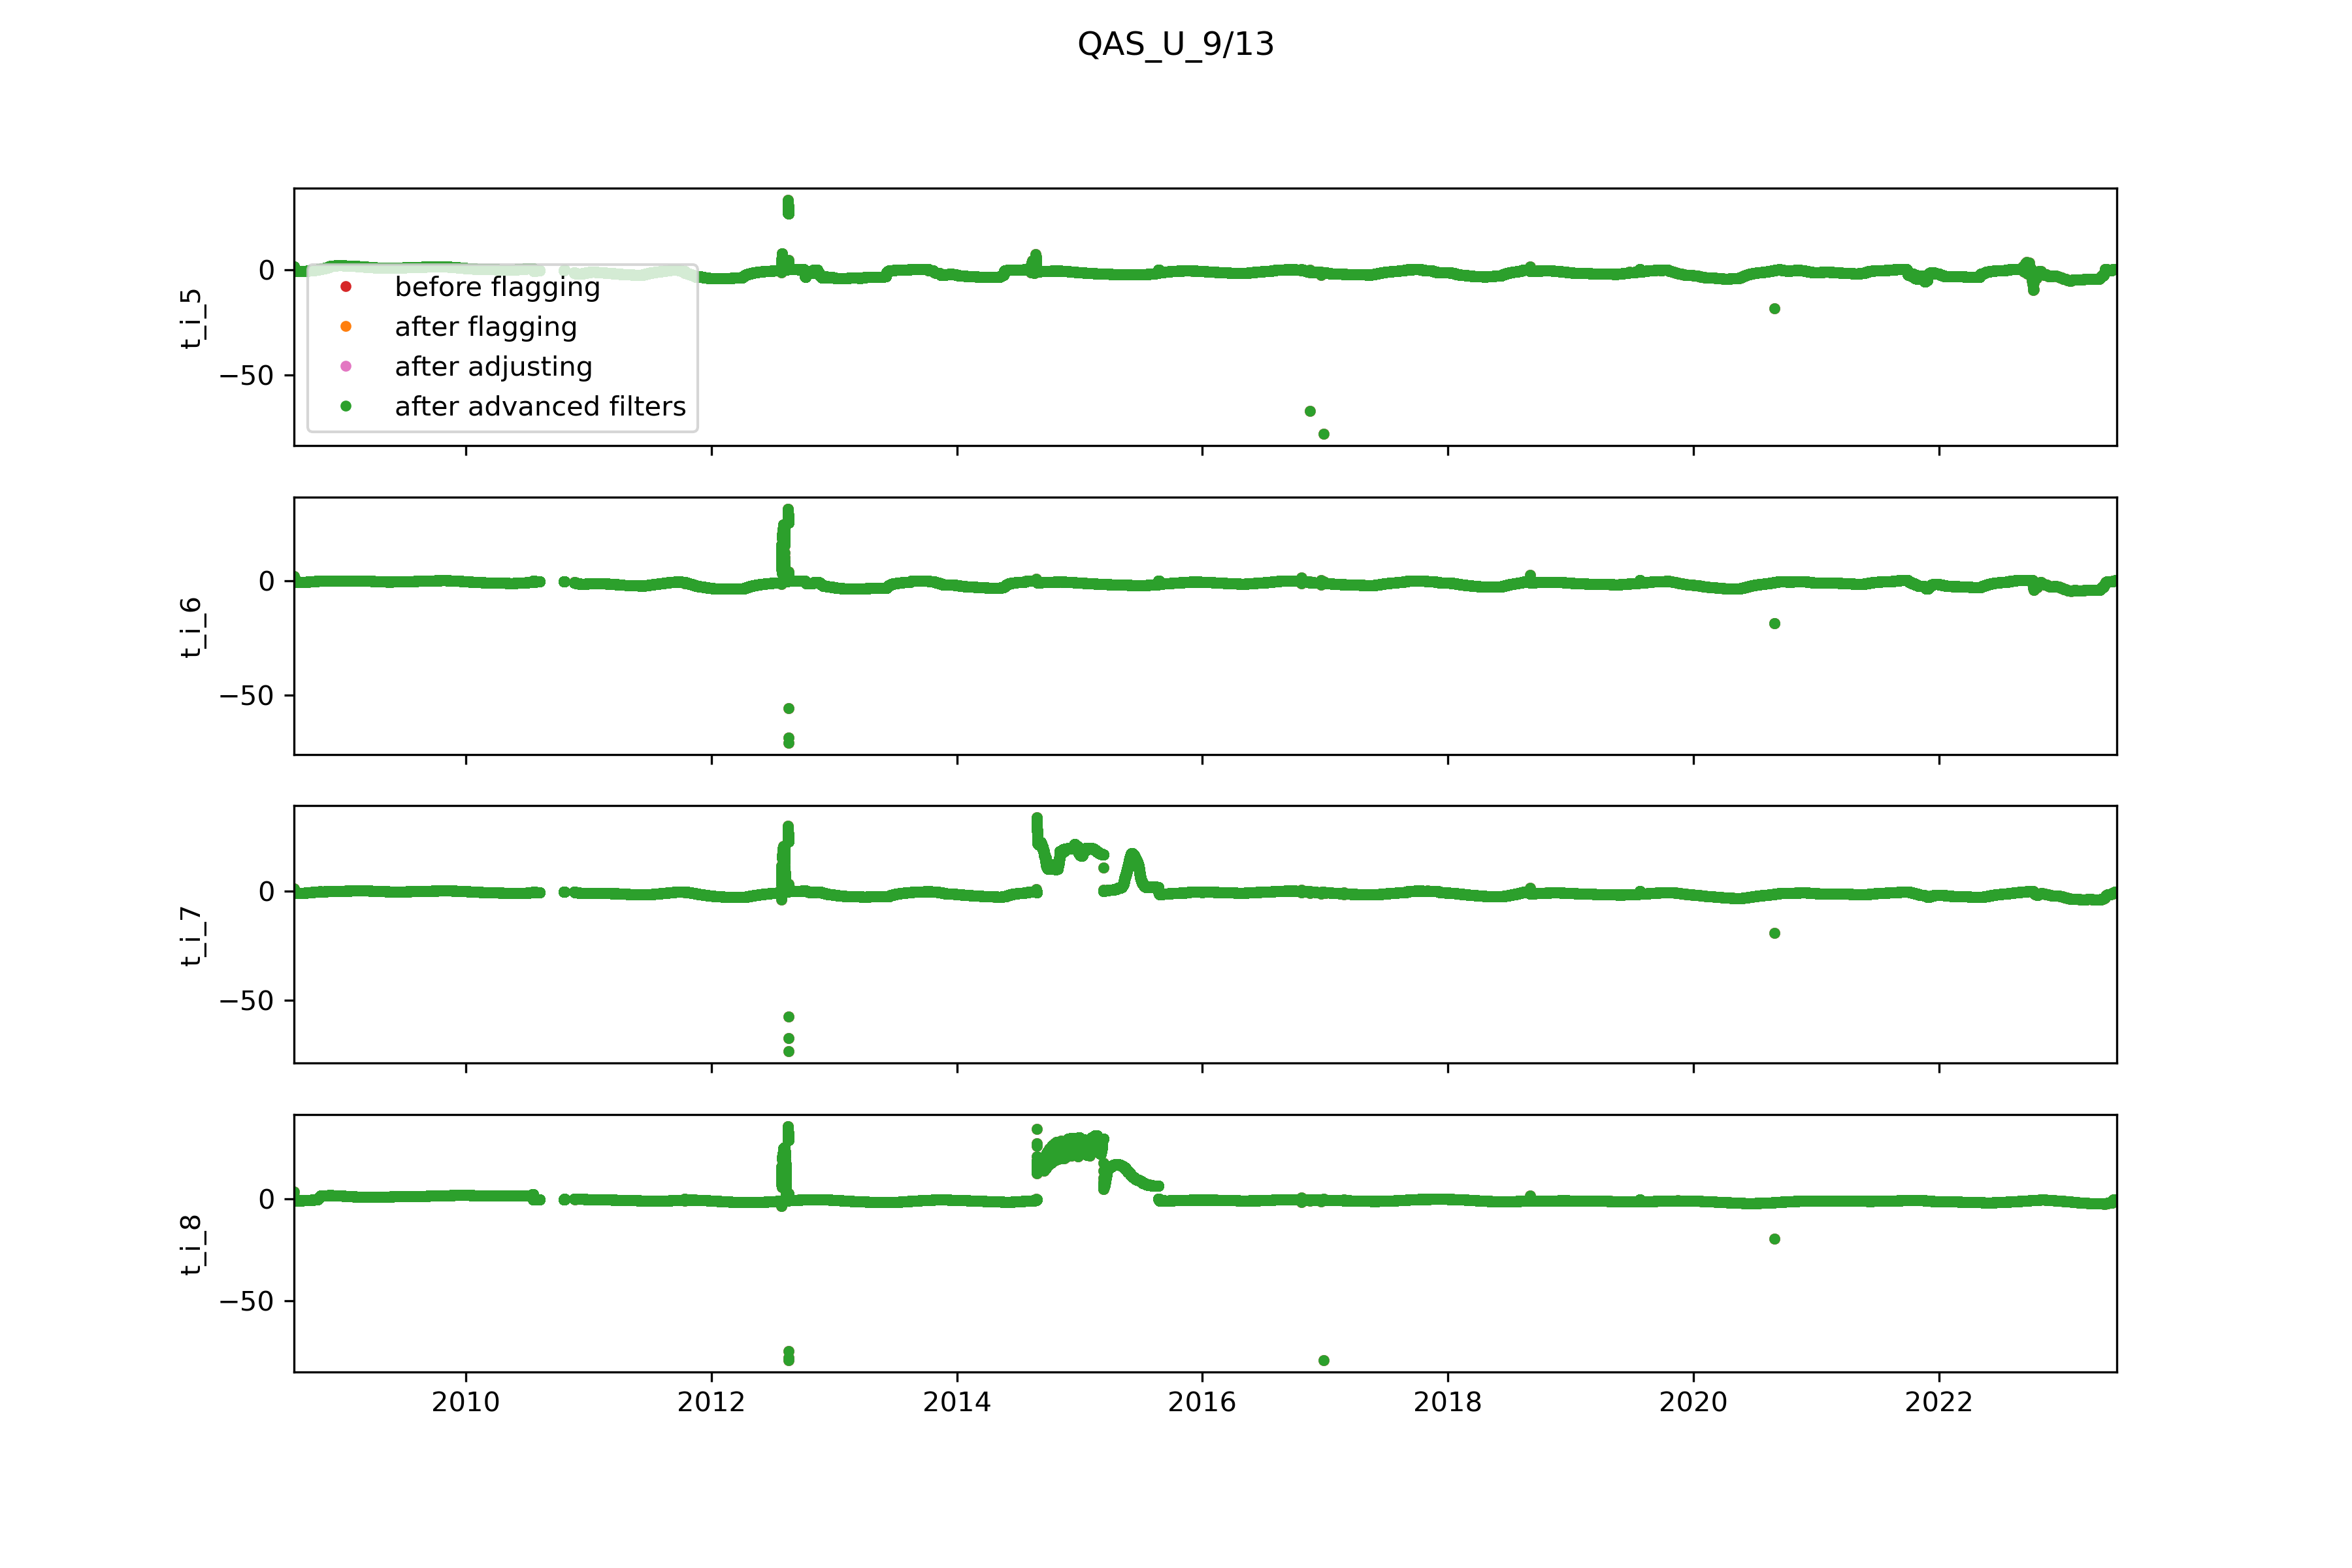 QAS_U_9/13
0
−50
t_i_5
before flagging
after flagging
after adjusting
after advanced filters
0
−50
t_i_6
0
−50
t_i_7
0
−50
t_i_8
2010 2012 2014 2016 2018 2020 2022